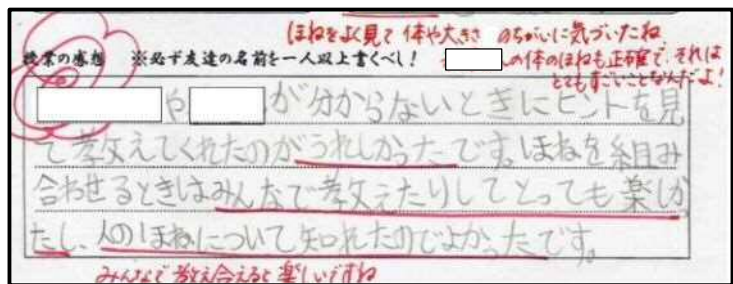 ほねをよく見て 体や大きさ のちがいに気づいたね
授業の感想 ※必ず友達の名前を一人以上書くべし！
の体のほねも正確で、それは
とてもすごいことなんだよ！
や が分からないときにヒントを見
て教えてくれたのがうれしかったです。ほねを組み
合わせるときはみんなで教えたりしてとっても楽しか
たし、人のほねについて知れたのでよかったです。
みんなで教え合えると楽しいですね